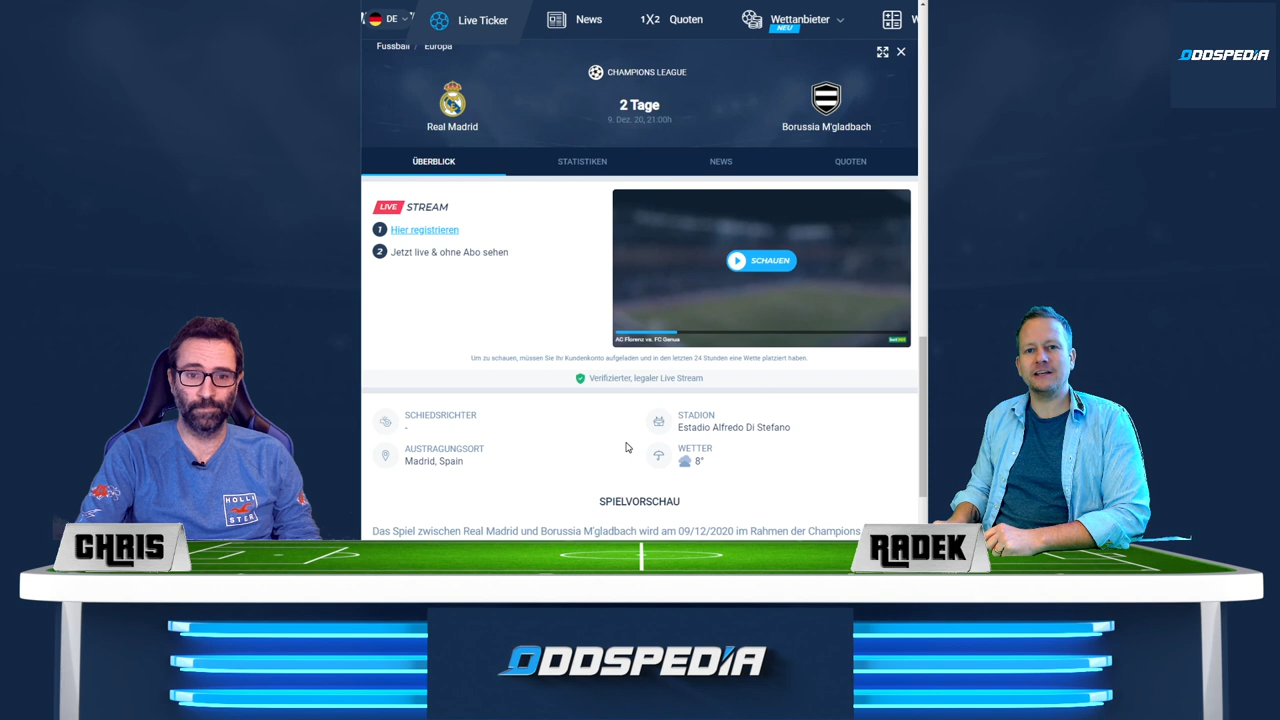 DE
Live Ticker
News
1X2 Quoten
Wettanbieter
NEU
W
ODDSPEDIA
Fussball / Europa
CHAMPIONS LEAGUE
Real Madrid
2 Tage
9. Dez. 20, 21:00h
Borussia M'gladbach
ÜBERBLICK
STATISTIKEN
NEWS
QUOTEN
LIVE STREAM
1 Hier registrieren
2 Jetzt live & ohne Abo sehen
SCHAUEN
AC Florenz vs. FC Genua
bet365
Um zu schauen, müssen Sie Ihr Kundenkonto aufgeladen und in den letzten 24 Stunden eine Wette platziert haben.
Verifizierter, legaler Live Stream
SCHIEDSRICHTER
-
STADION
Estadio Alfredo Di Stefano
AUSTRAGUNGSORT
Madrid, Spain
WETTER
8°
SPIELVORSCHAU
Das Spiel zwischen Real Madrid und Borussia M'gladbach wird am 09/12/2020 im Rahmen der Champions
HOLLI
STER
CHRIS
RADEK
ODDSPEDIA